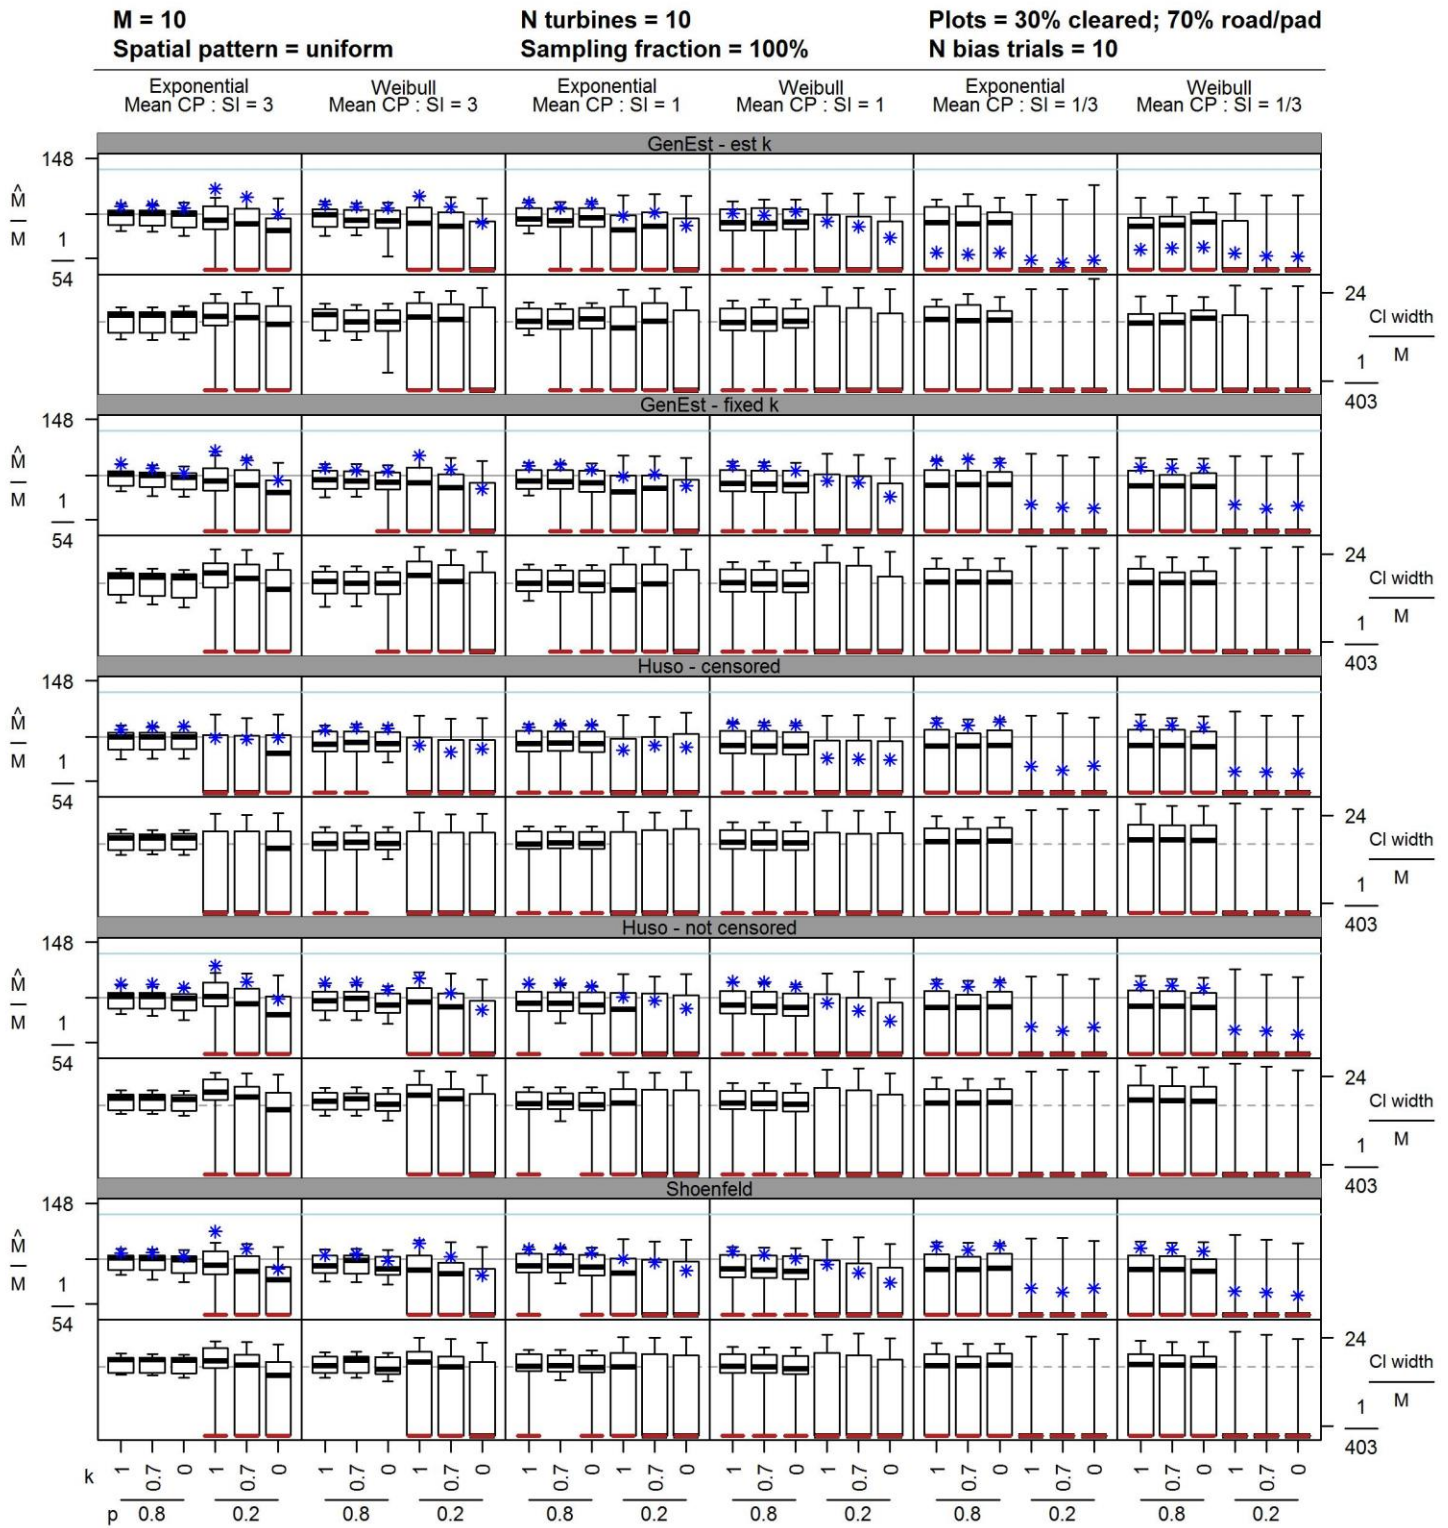 M = 10 N turbines = 10 Plots = 30% cleared; 70% road/pad
Spatial pattern = uniform Sampling fraction = 100% N bias trials = 10
Exponential Weibull Exponential Weibull Exponential Weibull
Mean CP : SI = 3 Mean CP : SI = 3 Mean CP : SI = 1 Mean CP : SI = 1 Mean CP : SI = 1/3 Mean CP : SI = 1/3
GenEst - est k
148
^
M
M
1
54
24
CI width
M
1
403
GenEst - fixed k
148
^
M
M
1
54
24
CI width
M
1
403
Huso - censored
148
^
M
M
1
54
24
CI width
M
1
403
Huso - not censored
148
^
M
M
1
54
24
CI width
M
1
403
Shoenfeld
148
^
M
M
1
54
24
CI width
M
1
403
k 1 0.7 0 1 0.7 0 1 0.7 0 1 0.7 0 1 0.7 0 1 0.7 0 1 0.7 0 1 0.7 0 1 0.7 0 1 0.7 0 1 0.7 0 1 0.7 0
p 0.8 0.2 0.8 0.2 0.8 0.2 0.8 0.2 0.8 0.2 0.8 0.2